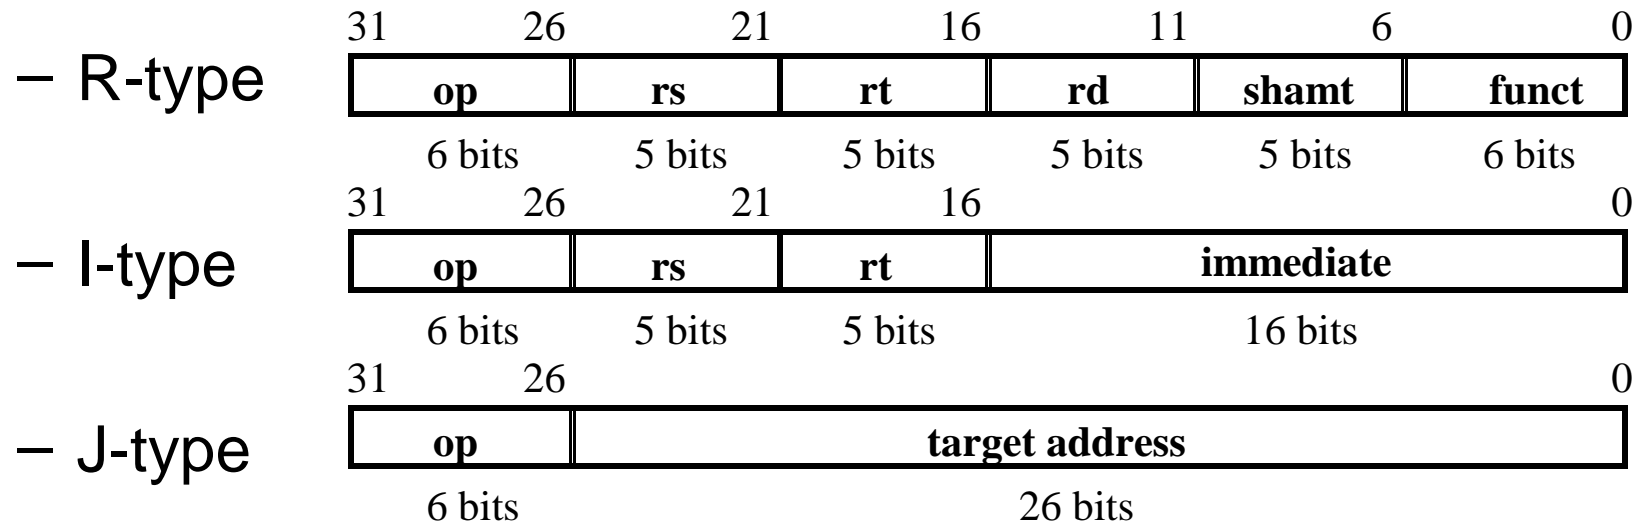 31 26 21 16 11 6 0
– R-type op rs rt rd shamt funct
6 bits 5 bits 5 bits 5 bits 5 bits 6 bits
31 26 21 16 0
– I-type op rs rt immediate
6 bits 5 bits 5 bits 16 bits
31 26 0
– J-type op target address
6 bits 26 bits